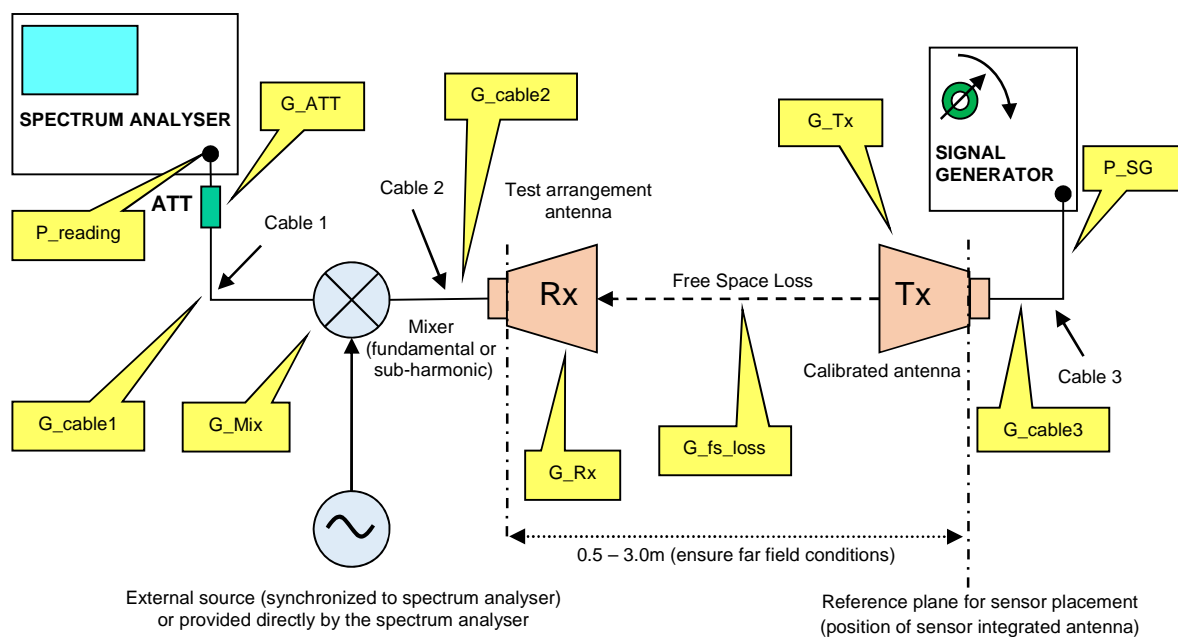 SPECTRUM ANALYSER
G_ATT
G_cable2
G_Tx
SIGNAL
GENERATOR
P_SG
P_reading
ATT
Cable 1
Cable 2
Test arrangement
antenna
Rx
Free Space Loss
Tx
Mixer
(fundamental or
sub-harmonic)
Calibrated antenna
Cable 3
G_cable1
G_Mix
G_Rx
G_fs_loss
G_cable3
0.5 – 3.0m (ensure far field conditions)
External source (synchronized to spectrum analyser)
or provided directly by the spectrum analyser
Reference plane for sensor placement
(position of sensor integrated antenna)